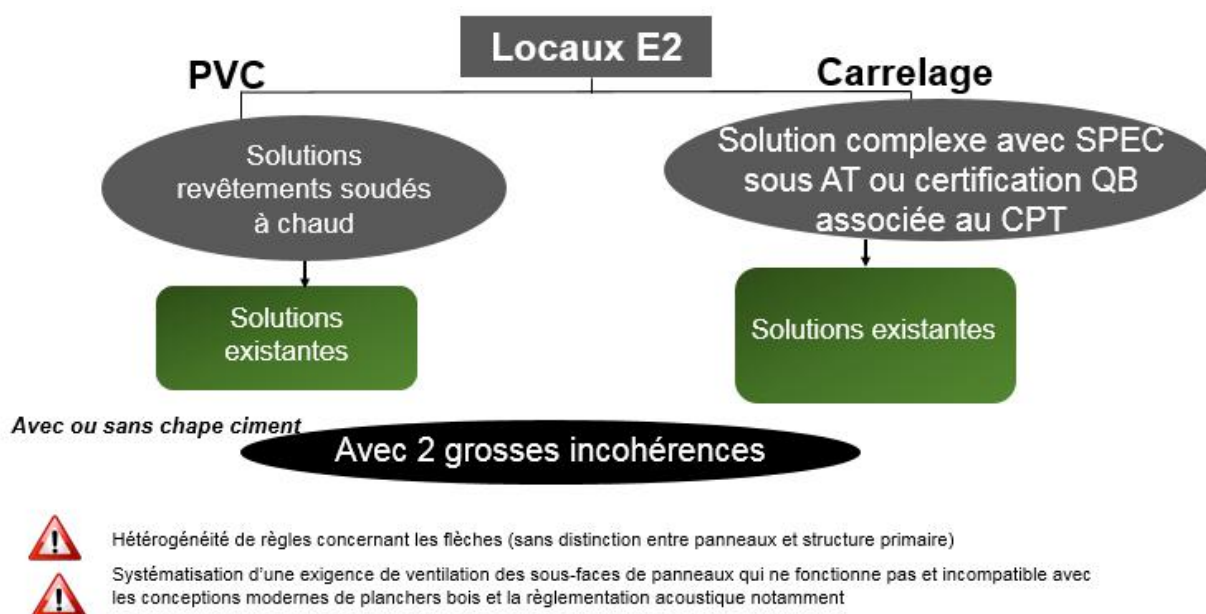 Locaux E2
PVC
Carrelage
Solutions
revêtements soudés
à chaud
Solution complexe avec SPEC
sous AT ou certification QB
associée au CPT
Solutions
existantes
Solutions existantes
Avec ou sans chape ciment
Avec 2 grosses incohérences
Hétérogénéité de règles concernant les flèches (sans distinction entre panneaux et structure primaire)
Systématisation d'une exigence de ventilation des sous-faces de panneaux qui ne fonctionne pas et incompatible avec
les conceptions modernes de planchers bois et la règlementation acoustique notamment